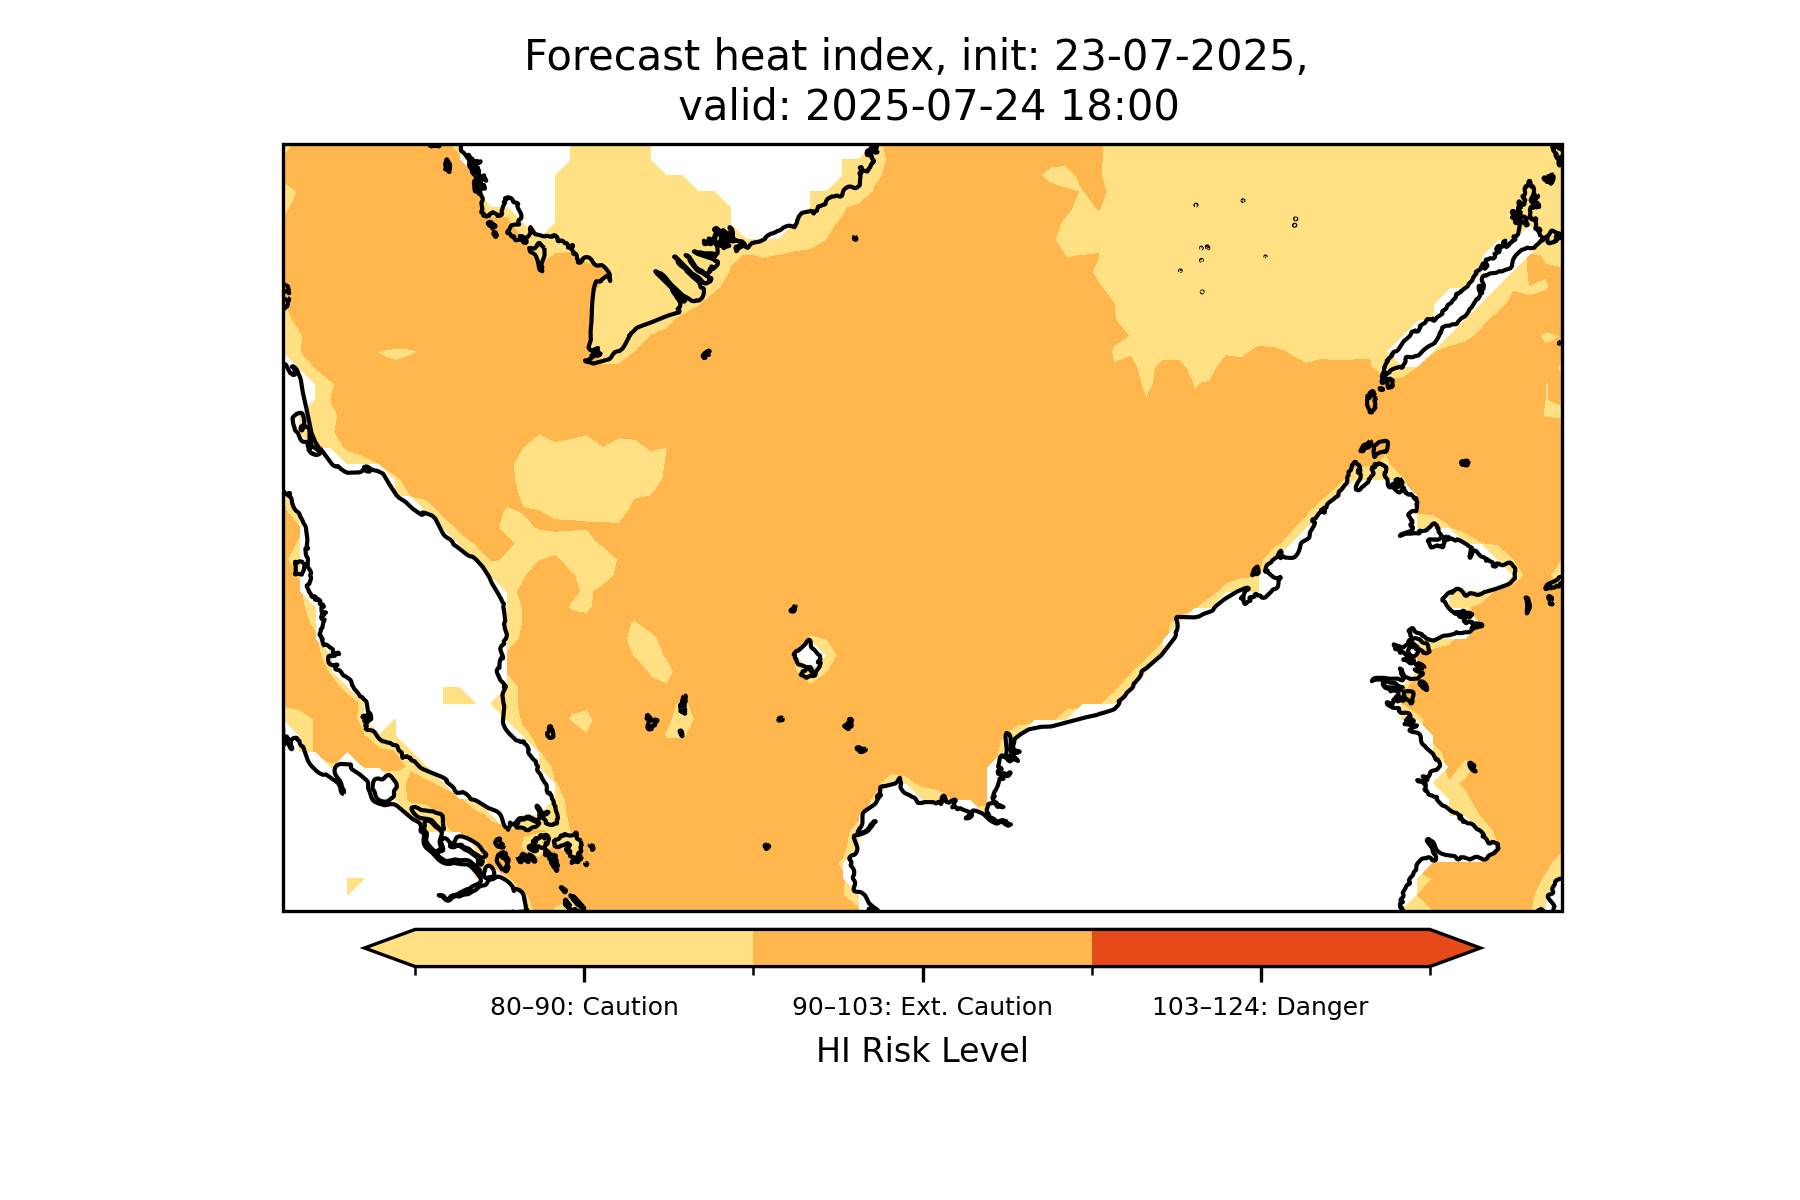 Forecast heat index, init: 23-07-2025,
valid: 2025-07-24 18:00
80–90: Caution
90–103: Ext. Caution
103–124: Danger
HI Risk Level